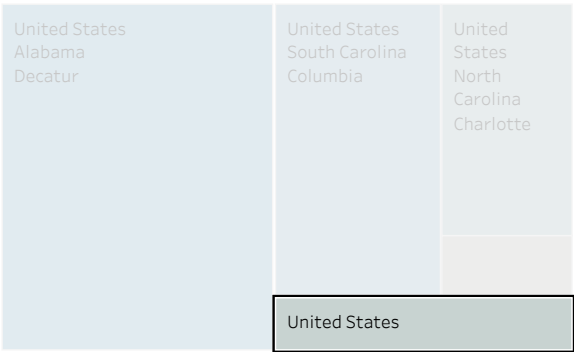 United States
Alabama
Decatur
United States
South Carolina
Columbia
United
States
North
Carolina
Charlotte
United States